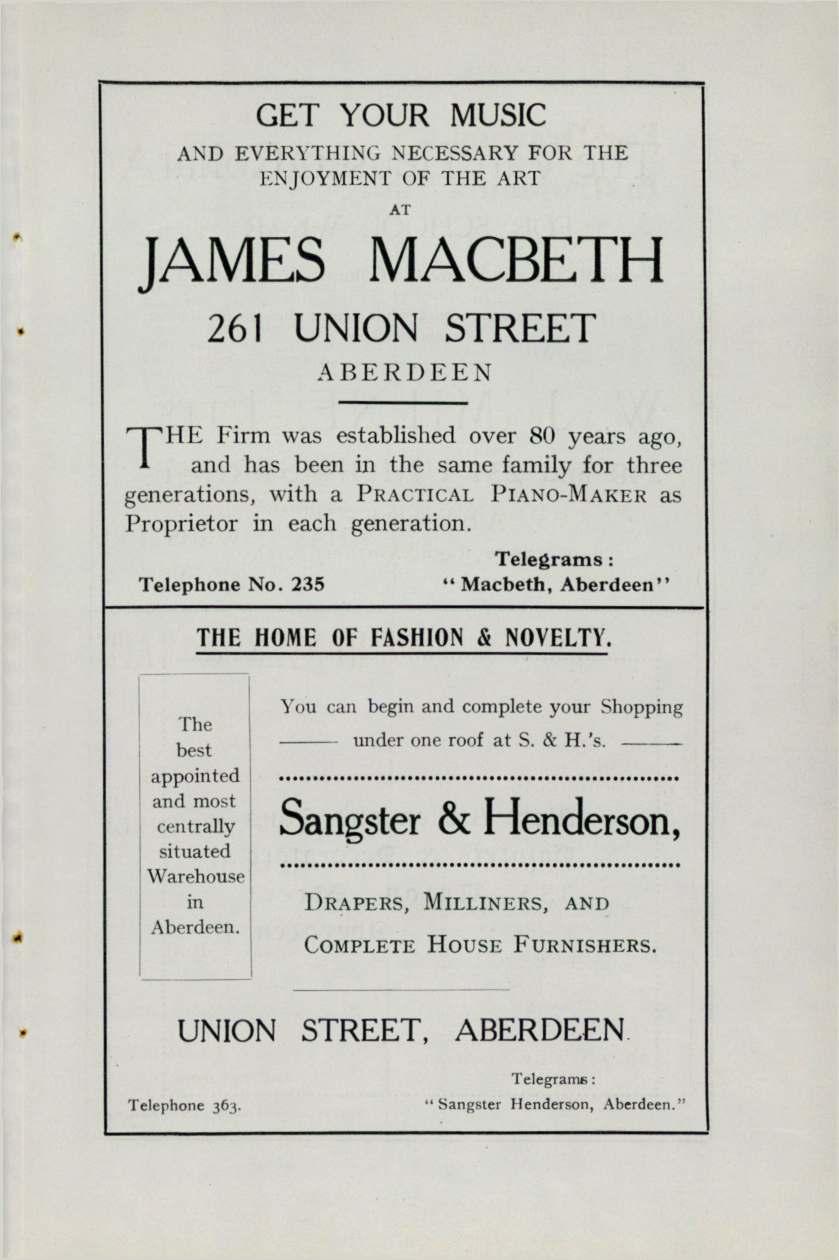 GET YOUR MUSIC
AND EVERYTHING NECESSARY FOR THE
ENJOYMENT OF THE ART
AT
JAMES MACBETH
261 UNION STREET
ABERDEEN
THE Firm was established over 80 years ago,
and has been in the same family for three
generations, with a PRACTICAL PIANO-MAKER as
Proprietor in each generation.
Telegrams:
Telephone No. 235 "Macbeth, Aberdeen"
THE HOME OF FASHION & NOVELTY.
The
best
appointed
and most
centrally
situated
Warehouse
in
Aberdeen.
You can begin and complete your Shopping
under one roof at S. & H.'s.
Sangster & Henderson,
DRAPERS, MILLINERS, AND
COMPLETE HOUSE FURNISHERS.
UNION STREET, ABERDEEN.
Telegrams:
Telephone 363. "Sangster Henderson, Aberdeen."